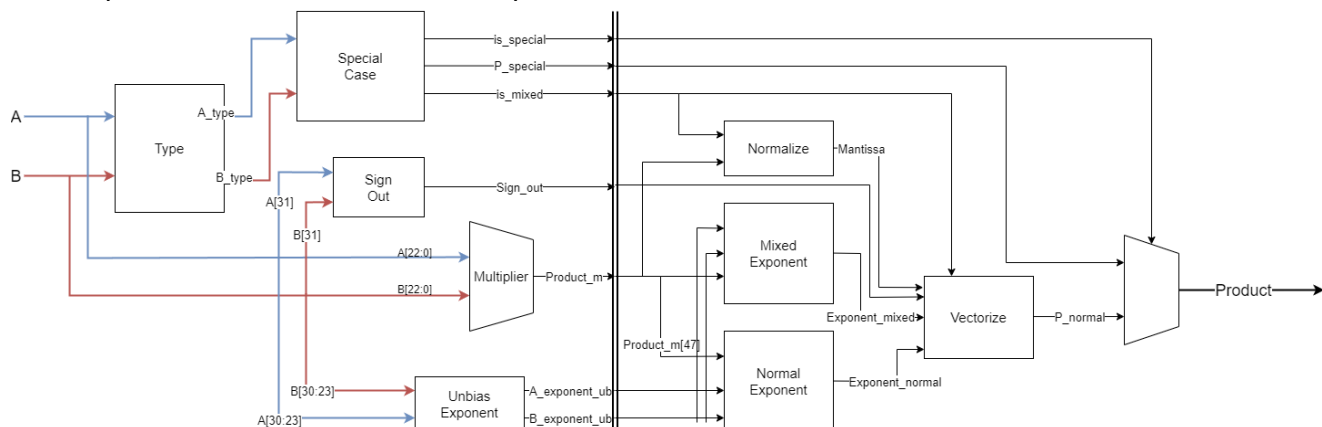 A
B
Type
A_type
B_type
Special
Case
is_special
P_special
is_mixed
Sign
Out
A[31]
B[31]
Sign_out
A[22:0]
B[22:0]
Multiplier
Product_m
B[30:23]
A[30:23]
Unbias
Exponent
A_exponent_ub
B_exponent_ub
Normalize
Mantissa
Mixed
Exponent
Exponent_mixed
Product_m[47]
Normal
Exponent
Exponent_normal
Vectorize
P_normal
Product